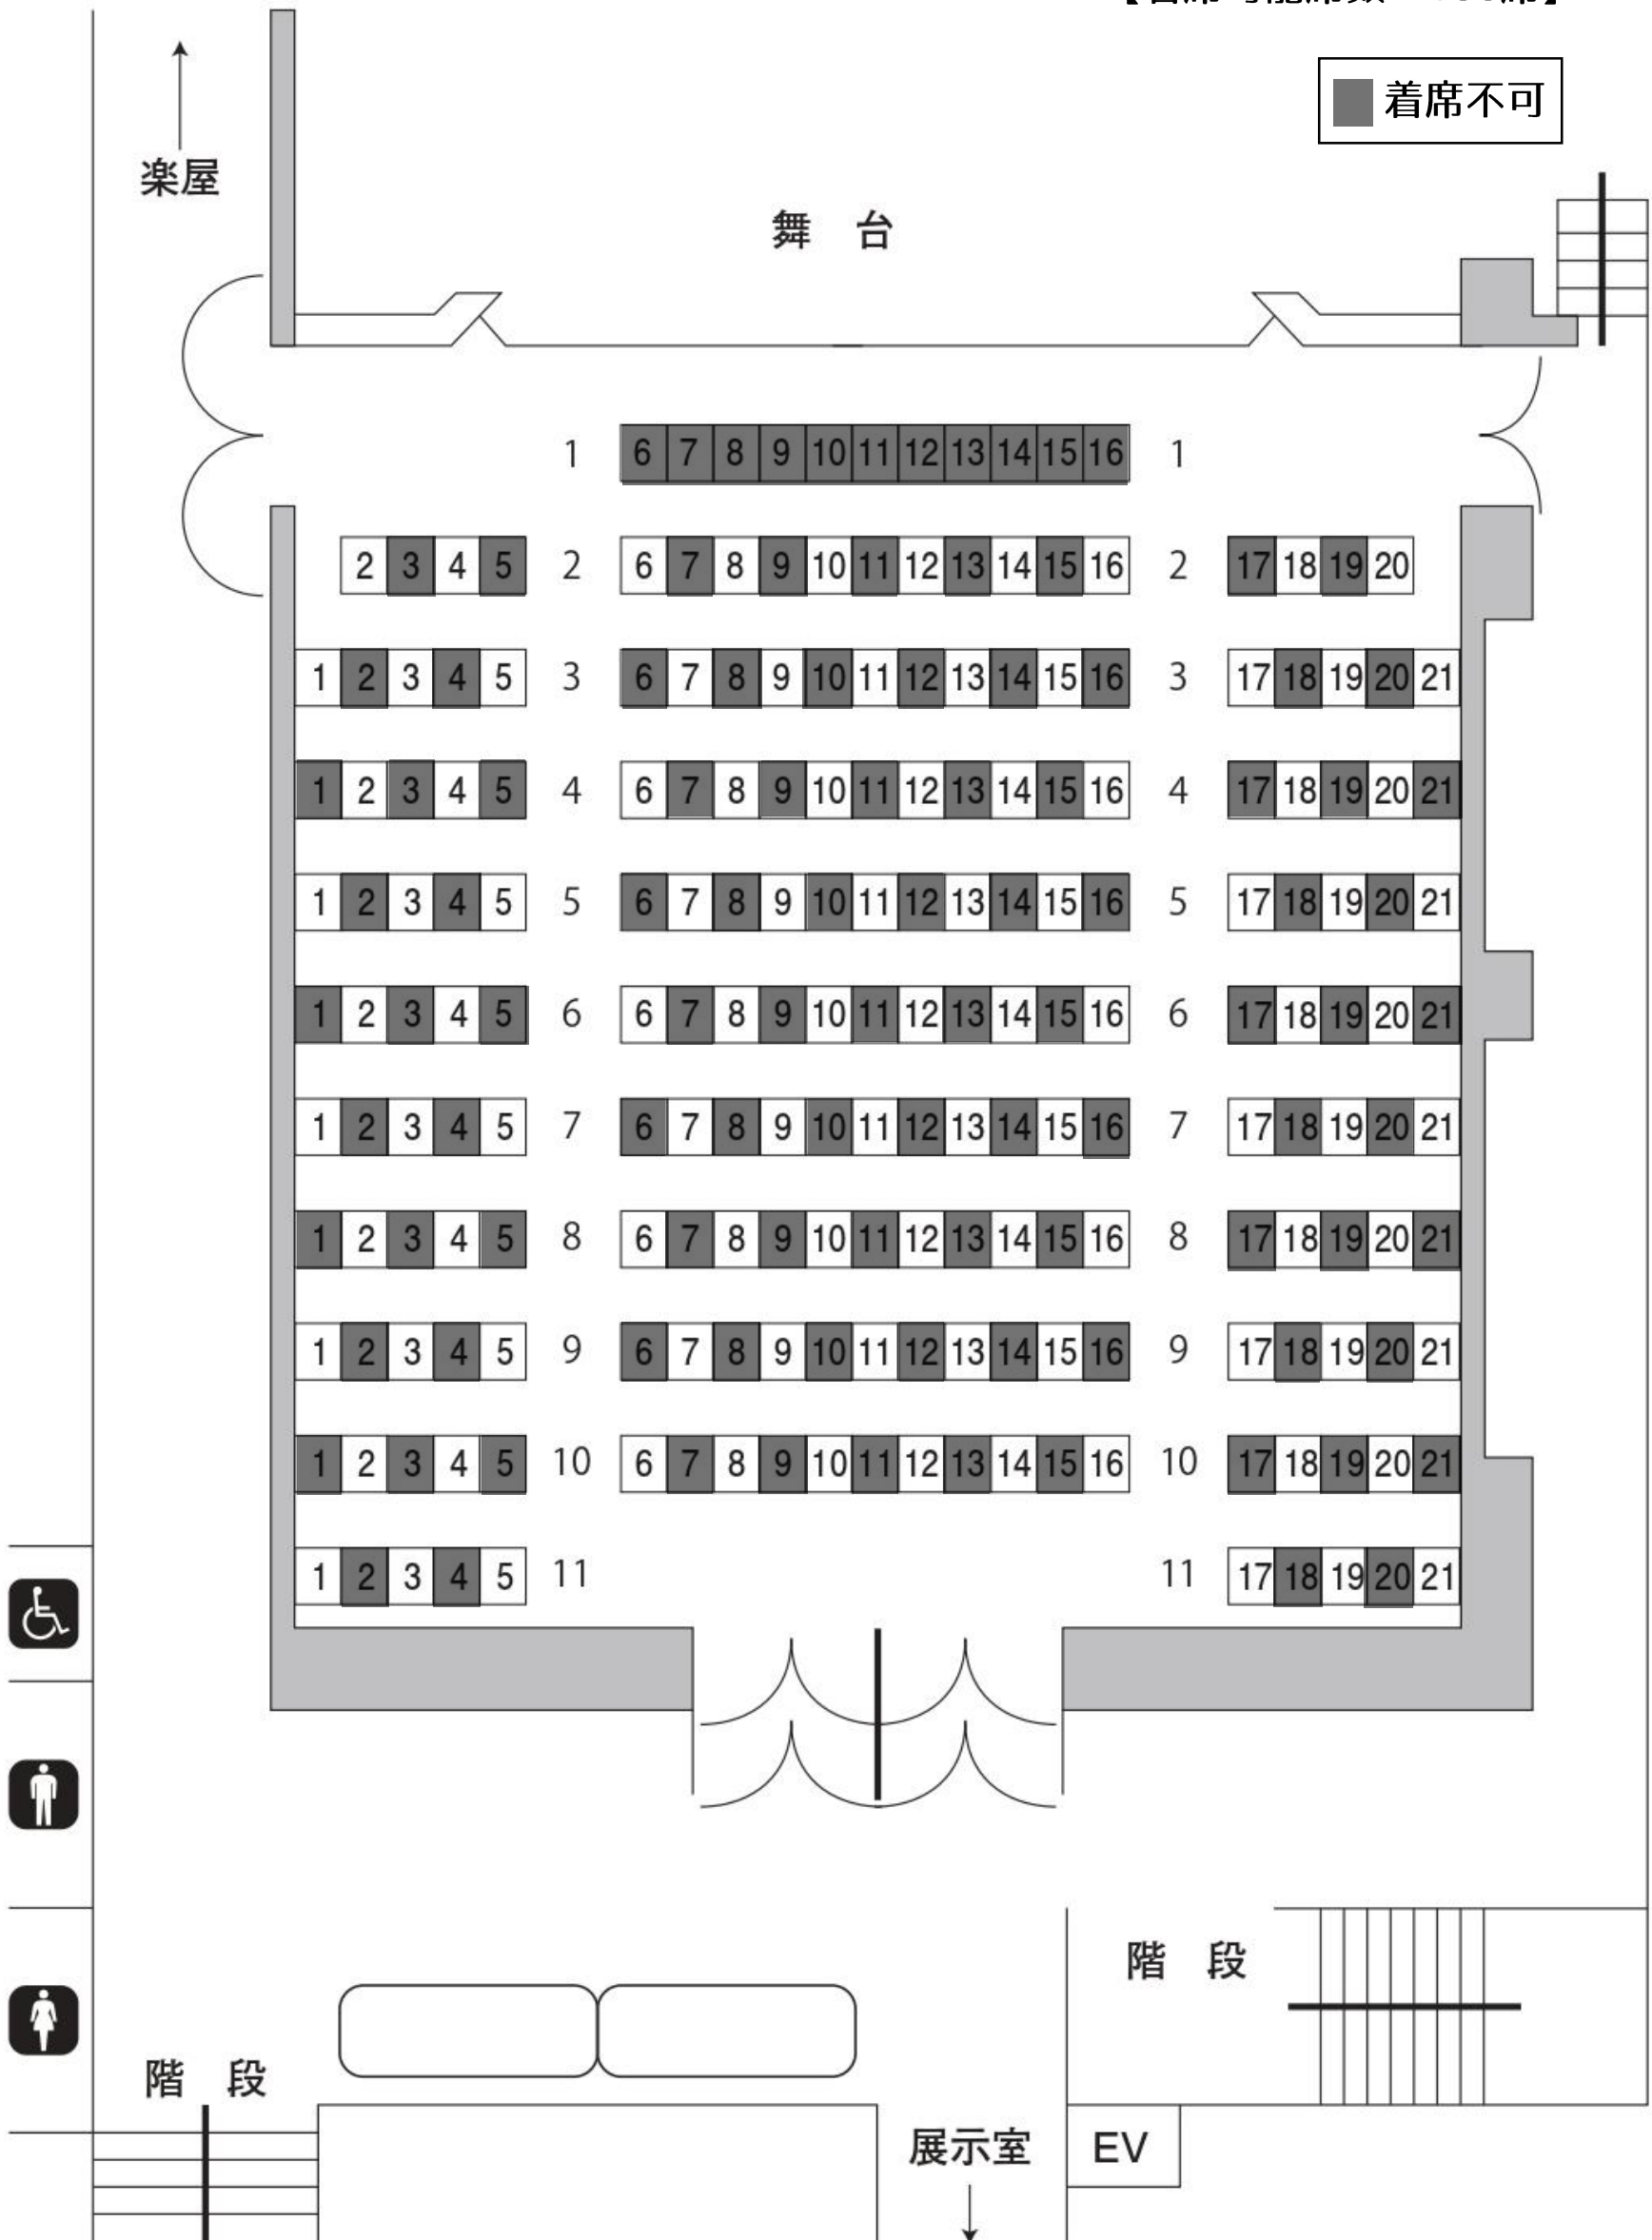 着席不可
楽屋
舞 台
1 6 7 8 9 10 11 12 13 14 15 16 1
2 3 4 5 2 6 7 8 9 10 11 12 13 14 15 16 2 17 18 19 20
1 2 3 4 5 3 6 7 8 9 10 11 12 13 14 15 16 3 17 18 19 20 21
1 2 3 4 5 4 6 7 8 9 10 11 12 13 14 15 16 4 17 18 19 20 21
1 2 3 4 5 5 6 7 8 9 10 11 12 13 14 15 16 5 17 18 19 20 21
1 2 3 4 5 6 6 7 8 9 10 11 12 13 14 15 16 6 17 18 19 20 21
1 2 3 4 5 7 6 7 8 9 10 11 12 13 14 15 16 7 17 18 19 20 21
1 2 3 4 5 8 6 7 8 9 10 11 12 13 14 15 16 8 17 18 19 20 21
1 2 3 4 5 9 6 7 8 9 10 11 12 13 14 15 16 9 17 18 19 20 21
1 2 3 4 5 10 6 7 8 9 10 11 12 13 14 15 16 10 17 18 19 20 21
1 2 3 4 5 11 11 17 18 19 20 21
階 段
階 段
展示室
EV